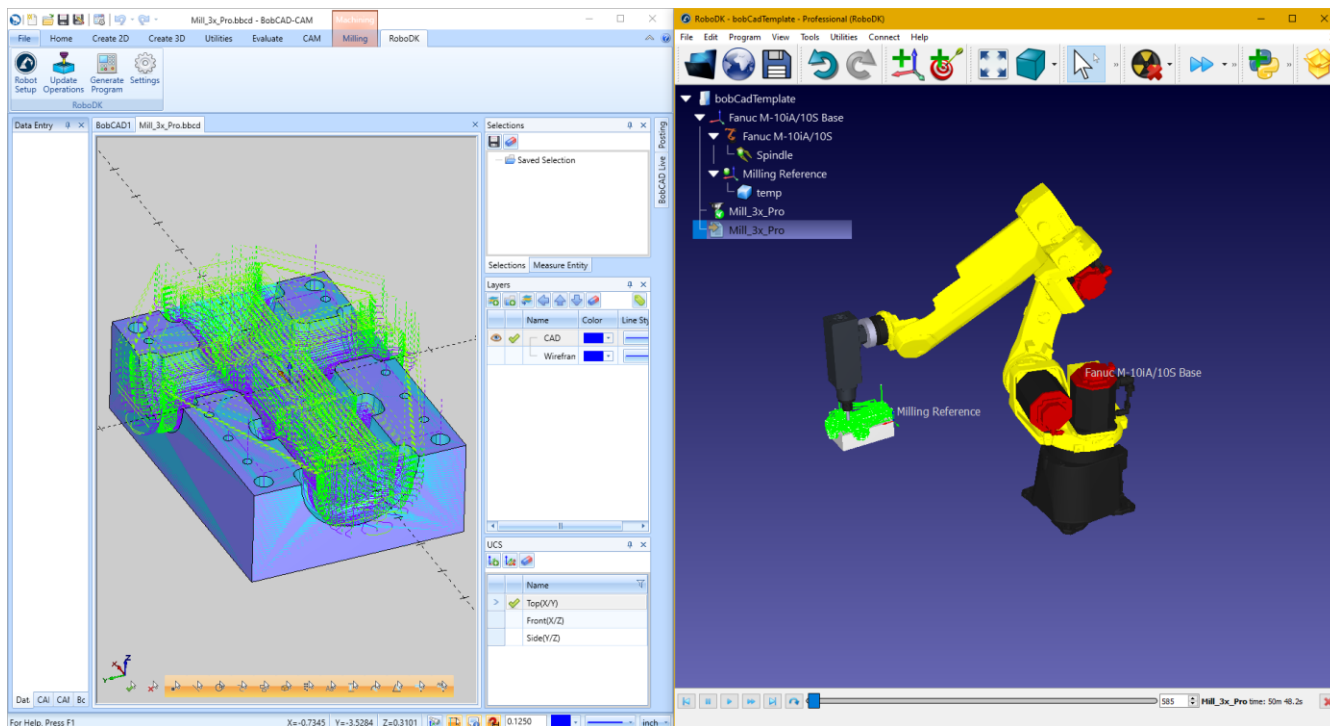 Mill_3x_Pro.bbcd - BobCAD-CAM
Machining
File Home Create 2D Create 3D Utilities Evaluate CAM Milling RoboDK
Robot Setup
Update Operations
Generate Program
Settings
RoboDK
Data Entry
BobCAD1 Mill_3x_Pro.bbcd
Selections
Saved Selection
Posting
BobCAD Live
Selections Measure Entity
Layers
Name Color Line Sty
CAD
Wirefran
UCS
Name
Top(X/Y)
Front(X/Z)
Side(Y/Z)
Z
X
Y
Dat CAI CAI Bc
For Help, Press F1
X=-0.7345 Y=-3.5284 Z=0.3101
0.1250
inch
RoboDK - bobCadTemplate - Professional (RoboDK)
File Edit Program View Tools Utilities Connect Help
bobCadTemplate
Fanuc M-10iA/10S Base
Fanuc M-10iA/10S
Spindle
Milling Reference
temp
Mill_3x_Pro
Mill_3x_Pro
Fanuc M-10iA/10S Base
Milling Reference
585 Mill_3x_Pro time: 50m 48.2s